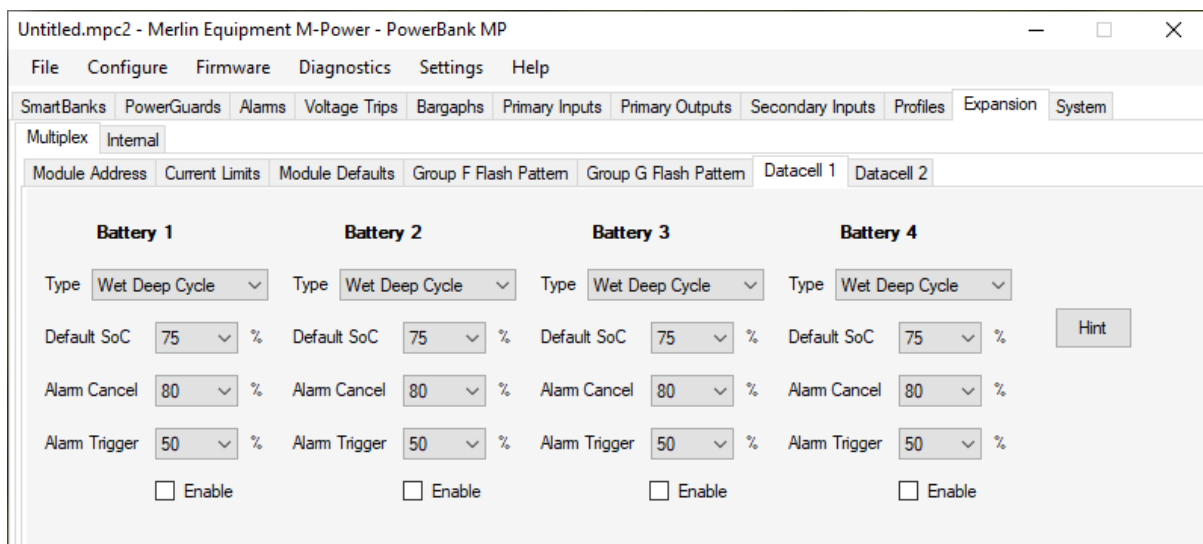 Untitled.mpc2 - Merlin Equipment M-Power - PowerBank MP
File Configure Firmware Diagnostics Settings Help
SmartBanks PowerGuards Alarms Voltage Trips Bargaphs Primary Inputs Primary Outputs Secondary Inputs Profiles Expansion System
Multiplex Internal
Module Address Current Limits Module Defaults Group F Flash Pattern Group G Flash Pattern Datacell 1 Datacell 2
Battery 1 Battery 2 Battery 3 Battery 4
Type Wet Deep Cycle Type Wet Deep Cycle Type Wet Deep Cycle Type Wet Deep Cycle
Hint
Default SoC 75 % Default SoC 75 % Default SoC 75 % Default SoC 75 %
Alarm Cancel 80 % Alarm Cancel 80 % Alarm Cancel 80 % Alarm Cancel 80 %
Alarm Trigger 50 % Alarm Trigger 50 % Alarm Trigger 50 % Alarm Trigger 50 %
Enable Enable Enable Enable